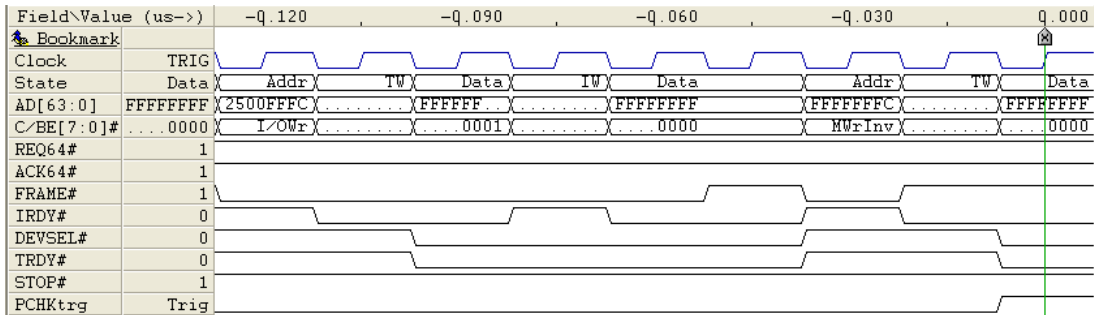 Field\Value (us->) -0.120 -0.090 -0.060 -0.030 0.000
Bookmark
Clock TRIG
State Data Addr TW Data IW Data Addr TW Data
AD[63:0] FFFFFFFF 2500FFFC ........ FFFFFF.. ........ FFFFFFFF FFFFFFFC ........ FFFFFFFF
C/BE[7:0]# ....0000 I/OWr ........ ....0001 ........ ....0000 MWrInv ........ ....0000
REQ64# 1
ACK64# 1
FRAME# 1
IRDY# 0
DEVSEL# 0
TRDY# 0
STOP# 1
PCHKtrg Trig